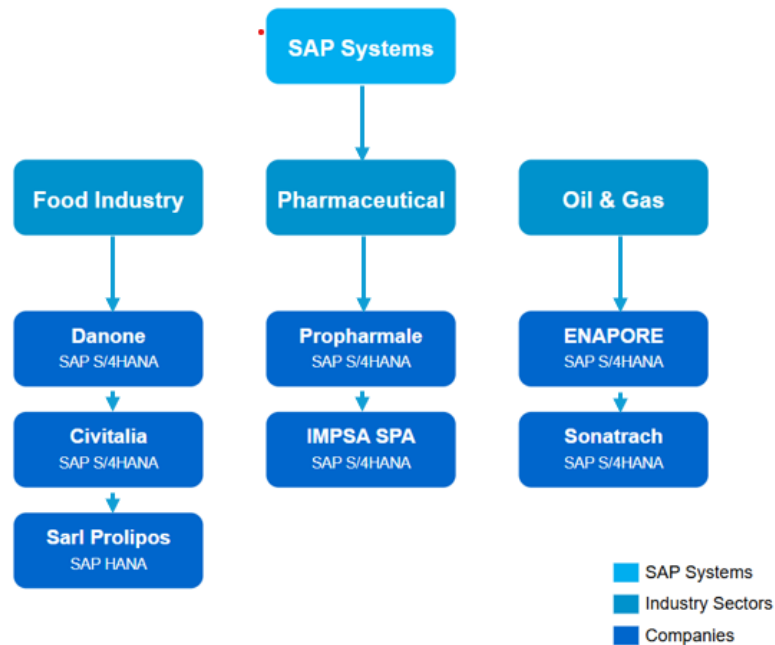 SAP Systems
Food Industry
Pharmaceutical
Oil & Gas
Danone
SAP S/4HANA
Propharmale
SAP S/4HANA
ENAPORE
SAP S/4HANA
Civitalia
SAP S/4HANA
IMPSA SPA
SAP S/4HANA
Sonatrach
SAP S/4HANA
Sarl Prolipos
SAP HANA
SAP Systems
Industry Sectors
Companies